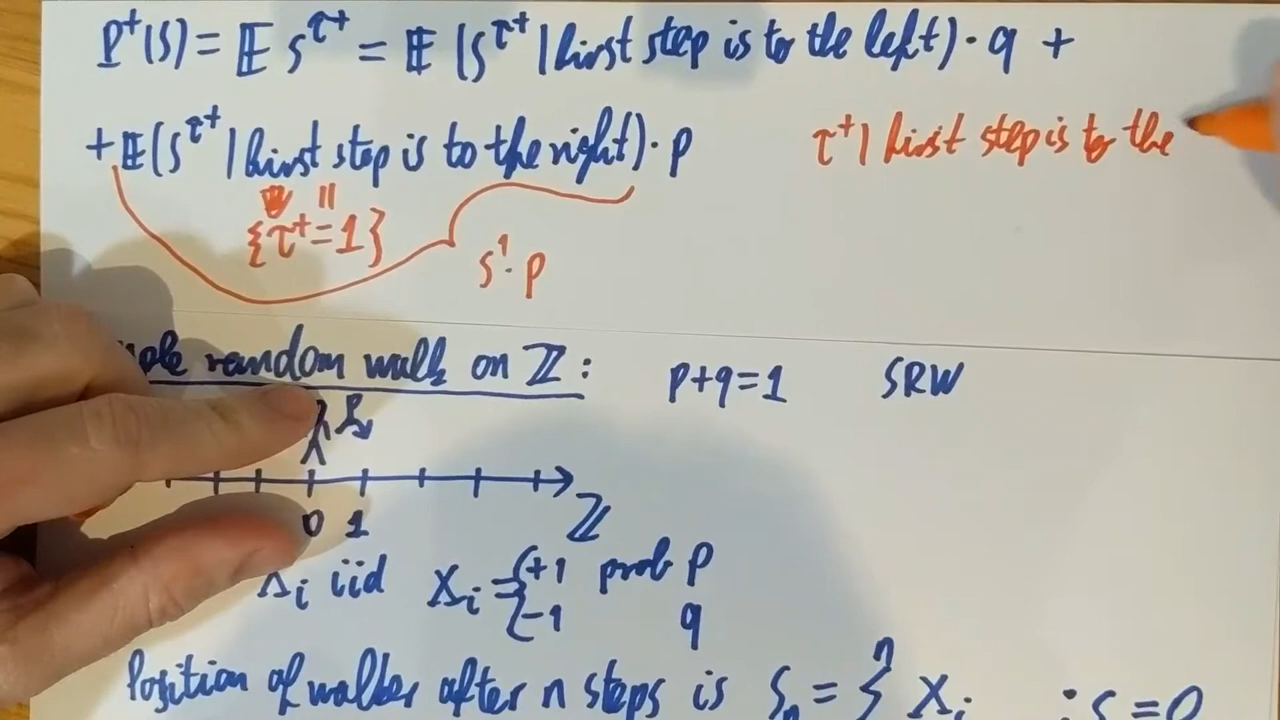 P⁺(s) = 𝔼 s^{τ⁺} = 𝔼 (s^{τ⁺} | first step is to the left) · q +
+ 𝔼 (s^{τ⁺} | first step is to the right) · p
τ⁺ | first step is to the
{τ⁺ = 1}
s¹ · p
random walk on ℤ: p+q=1 SRW
0 1 ℤ
iid X_i = { +1 prob p
-1 q
Position of walker after n steps is S_n = Σ^n X_i ; S = 0